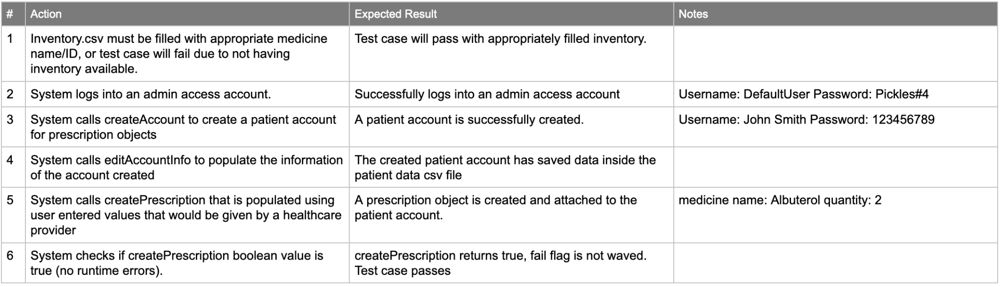 # Action Expected Result Notes
1 Inventory.csv must be filled with appropriate medicine Test case will pass with appropriately filled inventory.
name/ID, or test case will fail due to not having
inventory available.
2 System logs into an admin access account. Successfully logs into an admin access account Username: DefaultUser Password: Pickles#4
3 System calls createAccount to create a patient account A patient account is successfully created. Username: John Smith Password: 123456789
for prescription objects
4 System calls editAccountInfo to populate the information The created patient account has saved data inside the
of the account created patient data csv file
5 System calls createPrescription that is populated using A prescription object is created and attached to the medicine name: Albuterol quantity: 2
user entered values that would be given by a healthcare patient account.
provider
6 System checks if createPrescription boolean value is createPrescription returns true, fail flag is not waved.
true (no runtime errors). Test case passes